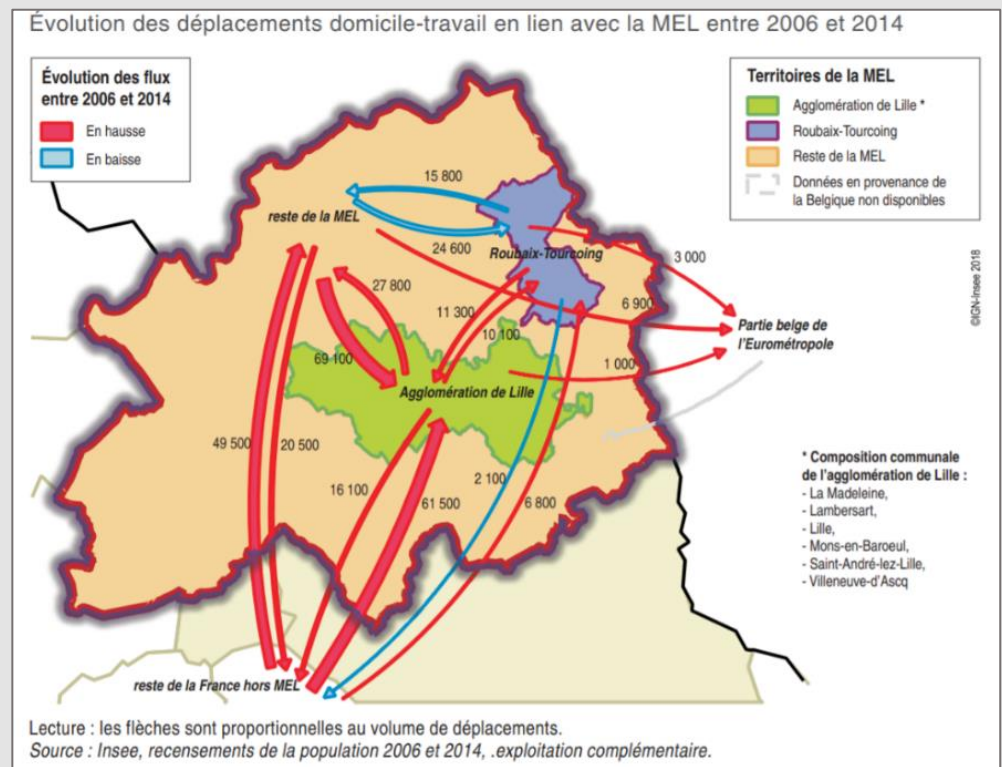 Évolution des déplacements domicile-travail en lien avec la MEL entre 2006 et 2014
Évolution des flux
entre 2006 et 2014
En hausse
En baisse
Territoires de la MEL
Agglomération de Lille *
Roubaix-Tourcoing
Reste de la MEL
Données en provenance de
la Belgique non disponibles
15 800
reste de la MEL
24 600
Roubaix-Tourcoing
3 000
27 800
11 300
6 900
10 100
Partie belge de
l'Eurométropole
69 100
1 000
Agglomération de Lille
49 500
20 500
16 100
61 500
2 100
6 800
* Composition communale
de l'agglomération de Lille :
- La Madeleine,
- Lambersart,
- Lille,
- Mons-en-Baroeul,
- Saint-André-lez-Lille,
- Villeneuve-d'Ascq
©IGN-Insee 2018
reste de la France hors MEL
Lecture : les flèches sont proportionnelles au volume de déplacements.
Source : Insee, recensements de la population 2006 et 2014, .exploitation complémentaire.